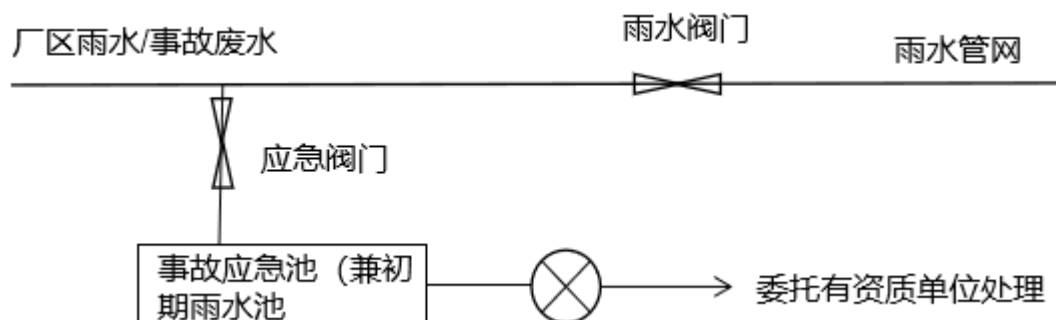 厂区雨水/事故废水
雨水阀门
雨水管网
应急阀门
事故应急池（兼初
期雨水池
委托有资质单位处理